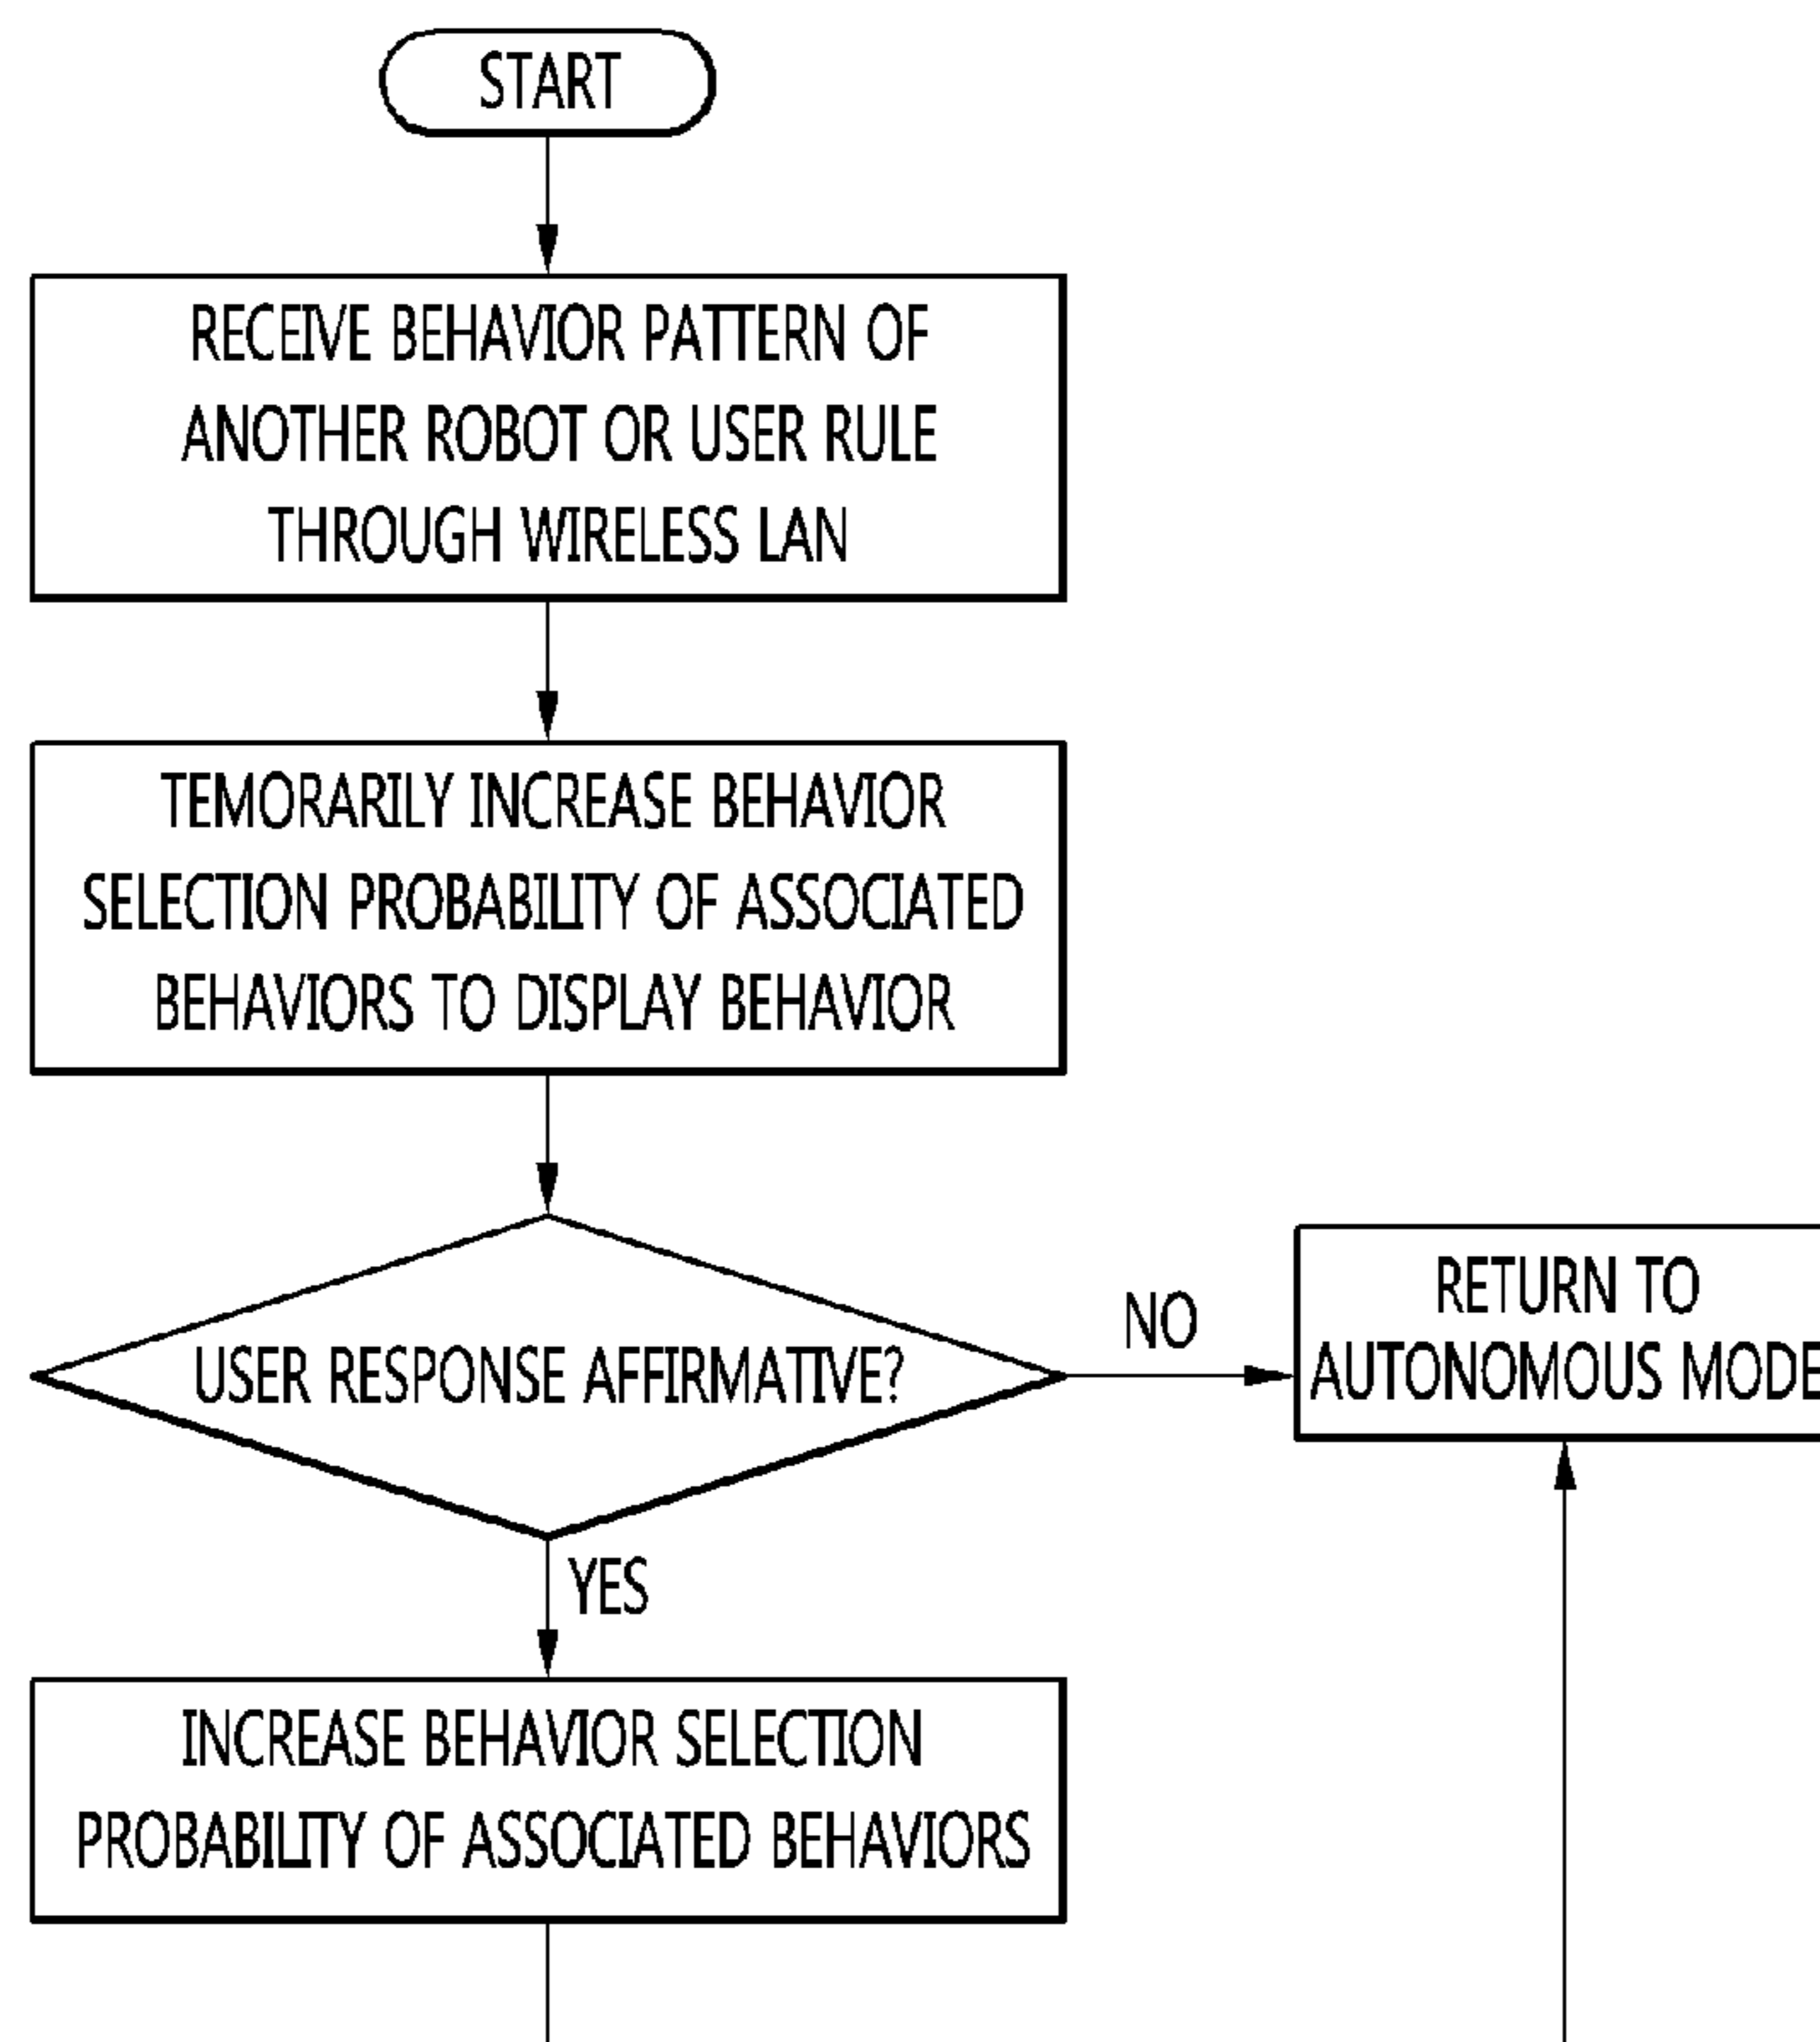 START
RECEIVE BEHAVIOR PATTERN OF
ANOTHER ROBOT OR USER RULE
THROUGH WIRELESS LAN
TEMORARILY INCREASE BEHAVIOR
SELECTION PROBABILITY OF ASSOCIATED
BEHAVIORS TO DISPLAY BEHAVIOR
USER RESPONSE AFFIRMATIVE?
NO
RETURN TO
AUTONOMOUS MODE
YES
INCREASE BEHAVIOR SELECTION
PROBABILITY OF ASSOCIATED BEHAVIORS